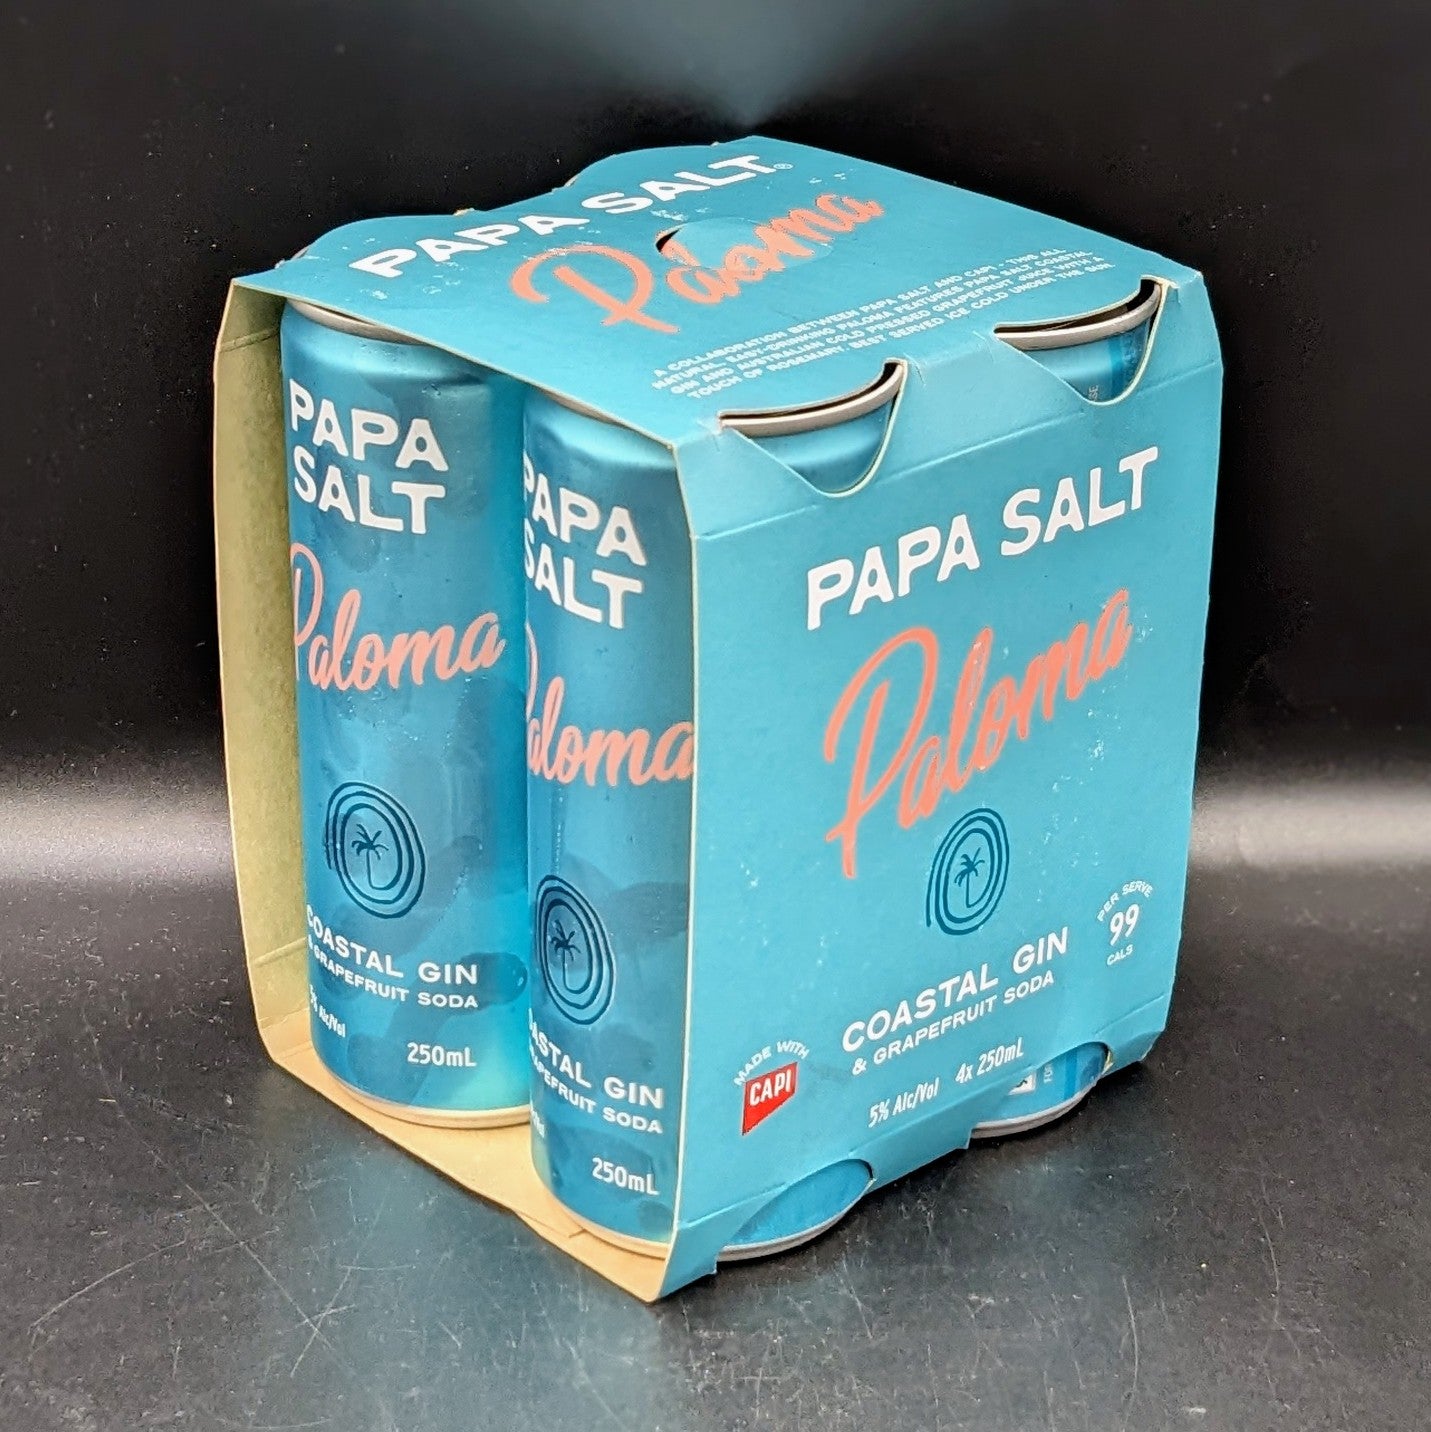 PAPA SALT®
Paloma
A COLLABORATION BETWEEN PAPA SALT AND CAPI - THIS ALL
NATURAL, EASY-DRINKING PALOMA FEATURES PAPA SALT COASTAL
GIN AND AUSTRALIAN COLD PRESSED GRAPEFRUIT JUICE WITH A
TOUCH OF ROSEMARY. BEST SERVED ICE COLD UNDER THE SUN
PAPA
SALT
Paloma
COASTAL GIN
& GRAPEFRUIT SODA
5% Alc/Vol
250mL
PAPA
SALT
Paloma
COASTAL GIN
GRAPEFRUIT SODA
250mL
PAPA SALT
Paloma
PER SERVE
99
CALS
COASTAL GIN
& GRAPEFRUIT SODA
MADE WITH
CAPI
5% Alc/Vol 4x 250mL